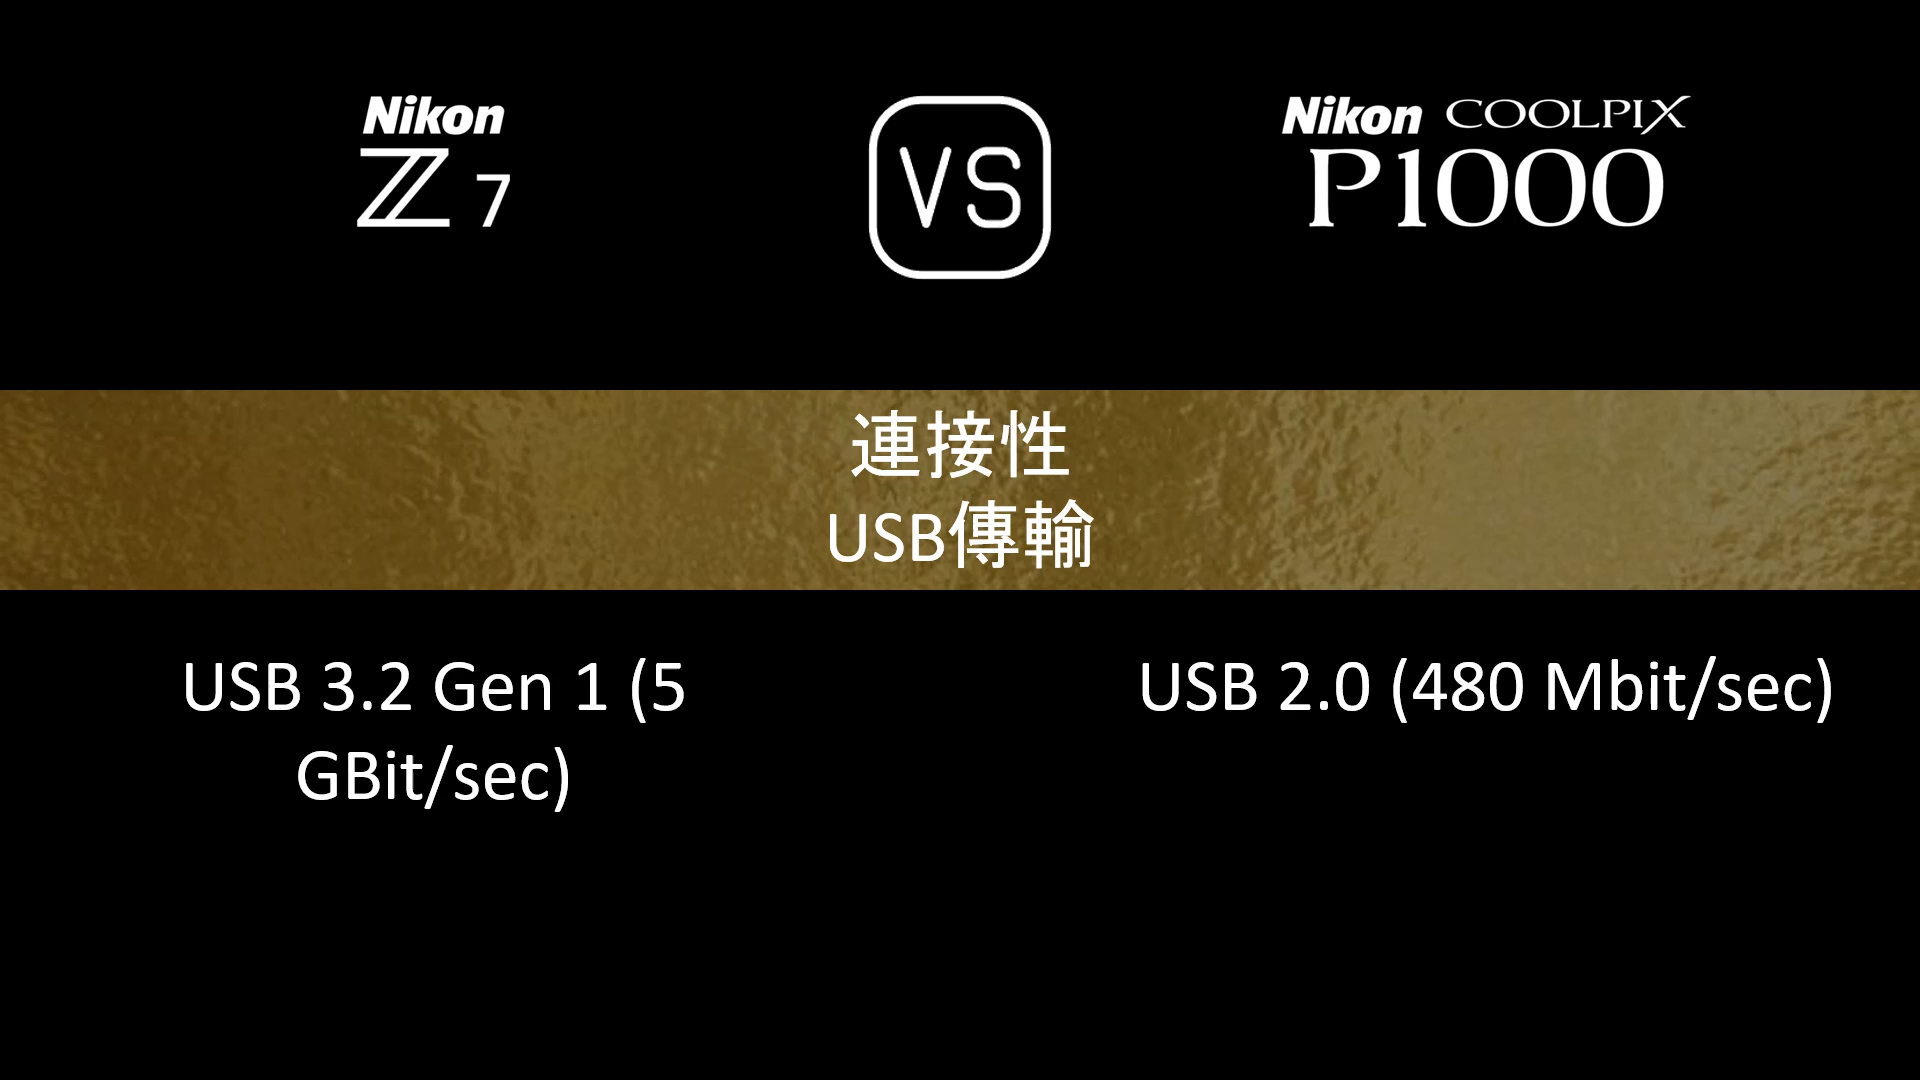 Nikon
Z 7
VS
Nikon COOLPIX
P1000
連接性
USB傳輸
USB 3.2 Gen 1 (5
GBit/sec)
USB 2.0 (480 Mbit/sec)